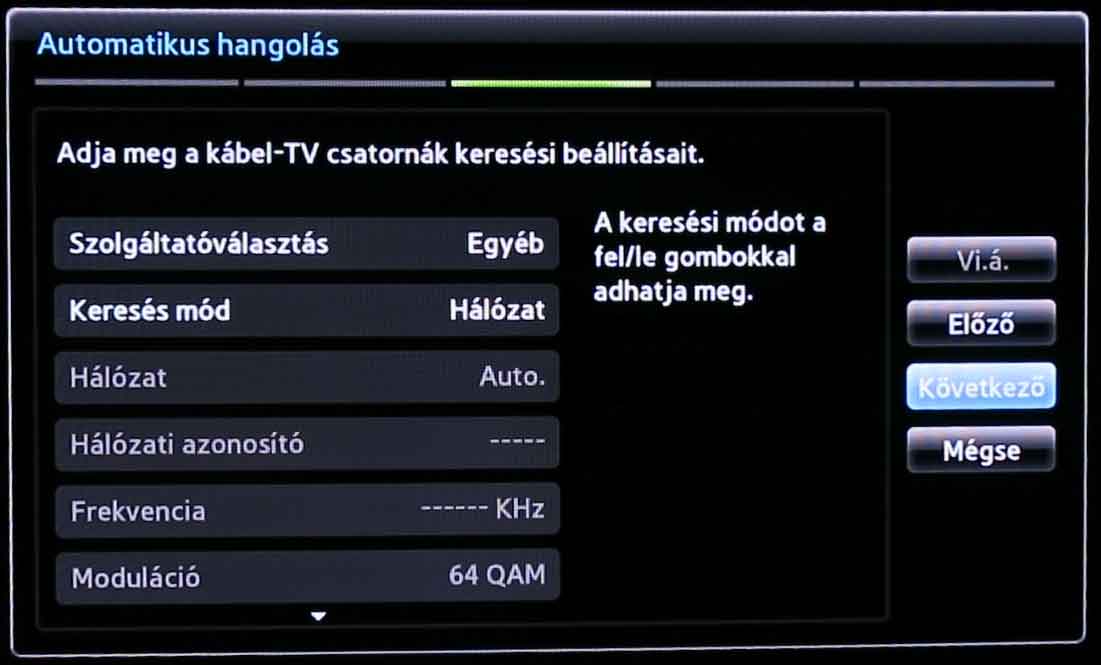 Automatikus hangolás
Adja meg a kábel-TV csatornák keresési beállításait.
Szolgáltatóválasztás Egyéb
Keresés mód Hálózat
Hálózat Auto.
Hálózati azonosító -----
Frekvencia ------ KHz
Moduláció 64 QAM
A keresési módot a
fel/le gombokkal
adhatja meg.
Vi.á.
Előző
Következő
Mégse